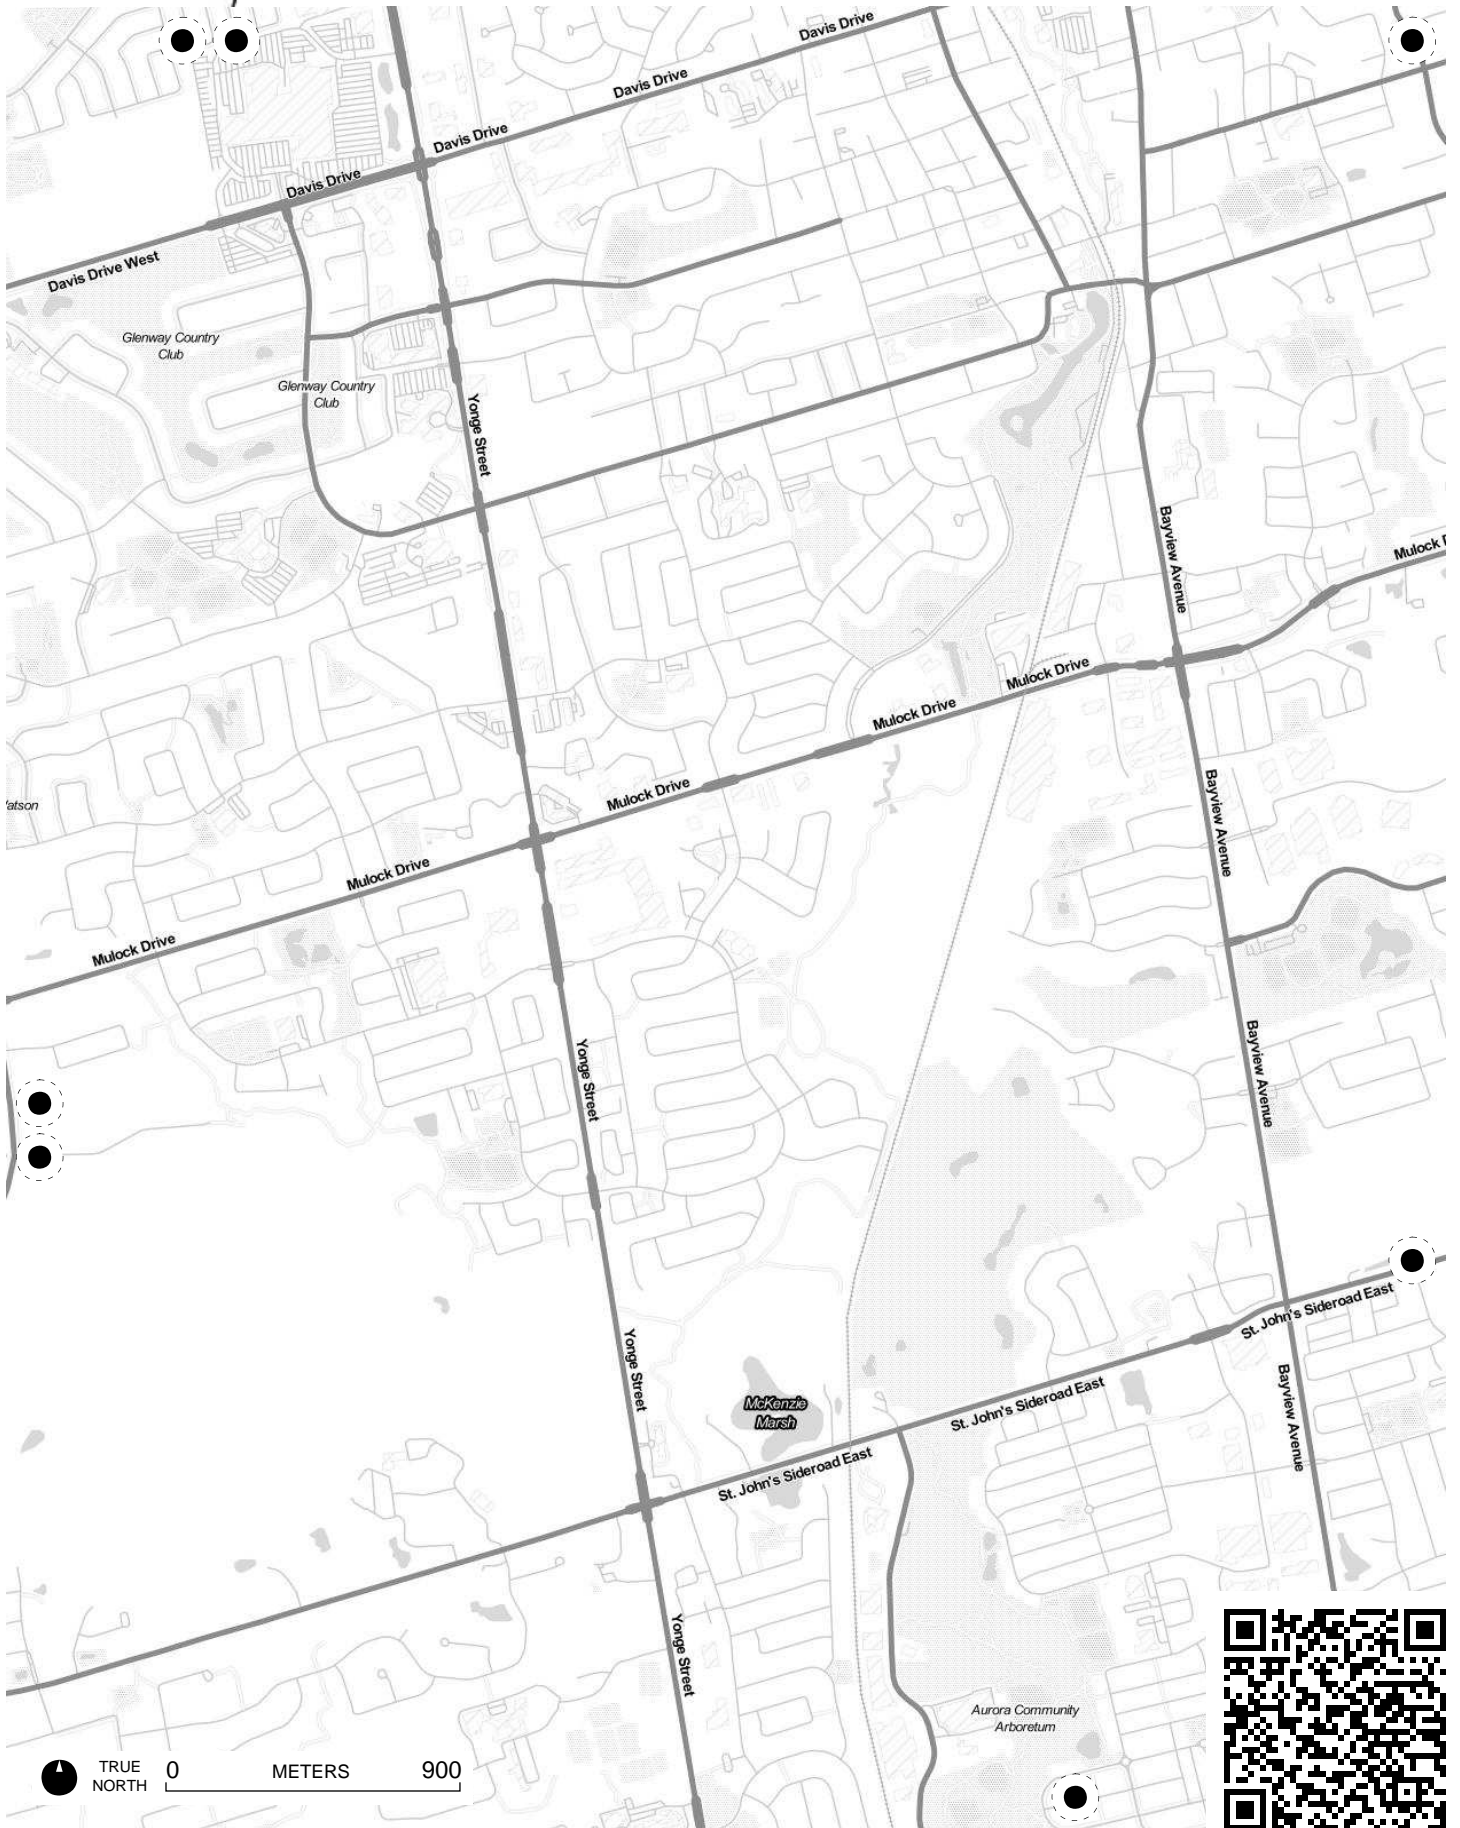 Davis Drive
Davis Drive
Davis Drive
Davis Drive
Davis Drive West
Glenway Country
Club
Glenway Country
Club
Yonge Street
Bayview Avenue
Mulock
Mulock Drive
Mulock Drive
Mulock Drive
Bayview Avenue
atson
Mulock Drive
Mulock Drive
Yonge Street
Bayview Avenue
St. John's Sideroad East
Yonge Street
McKenzie
Marsh
St. John's Sideroad East
Bayview Avenue
St. John's Sideroad East
Yonge Street
Aurora Community
Arboretum
TRUE
NORTH
0 METERS 900